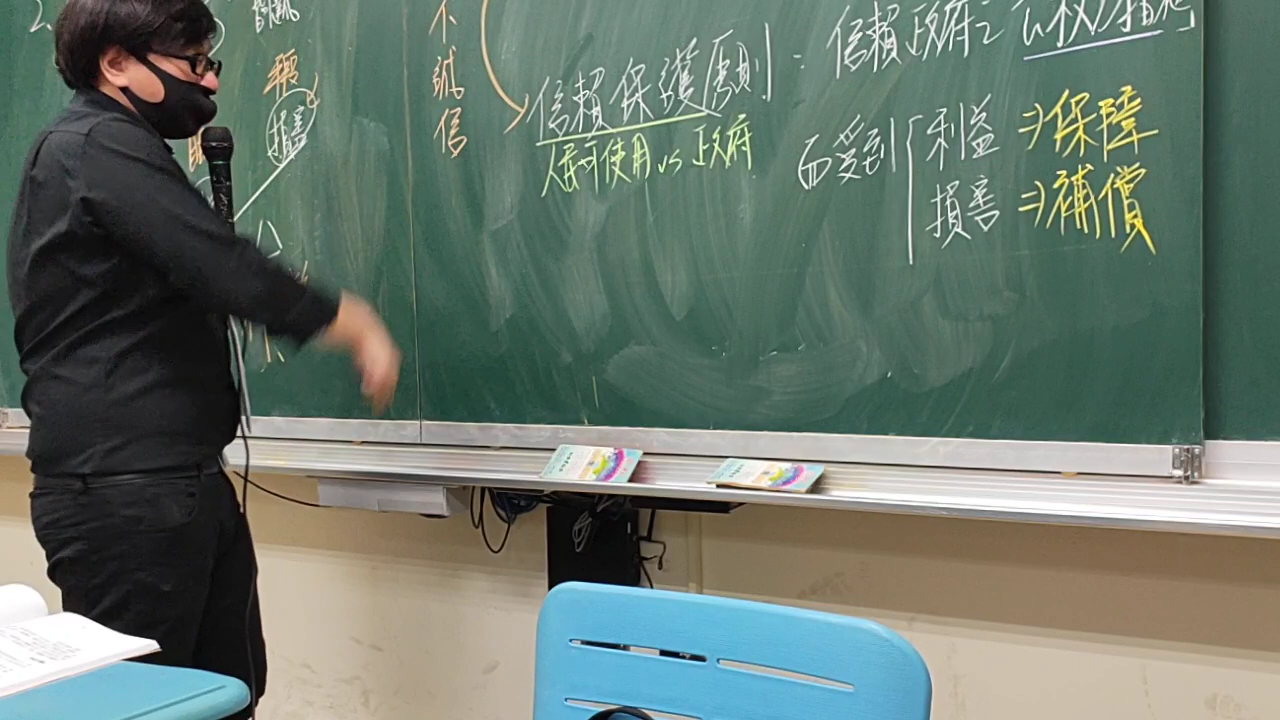 不誠信
損害
信賴保護原則：信賴政府之公權力措施
人民可使用 vs 政府
而受到 利益 ⇒ 保障
損害 ⇒ 補償